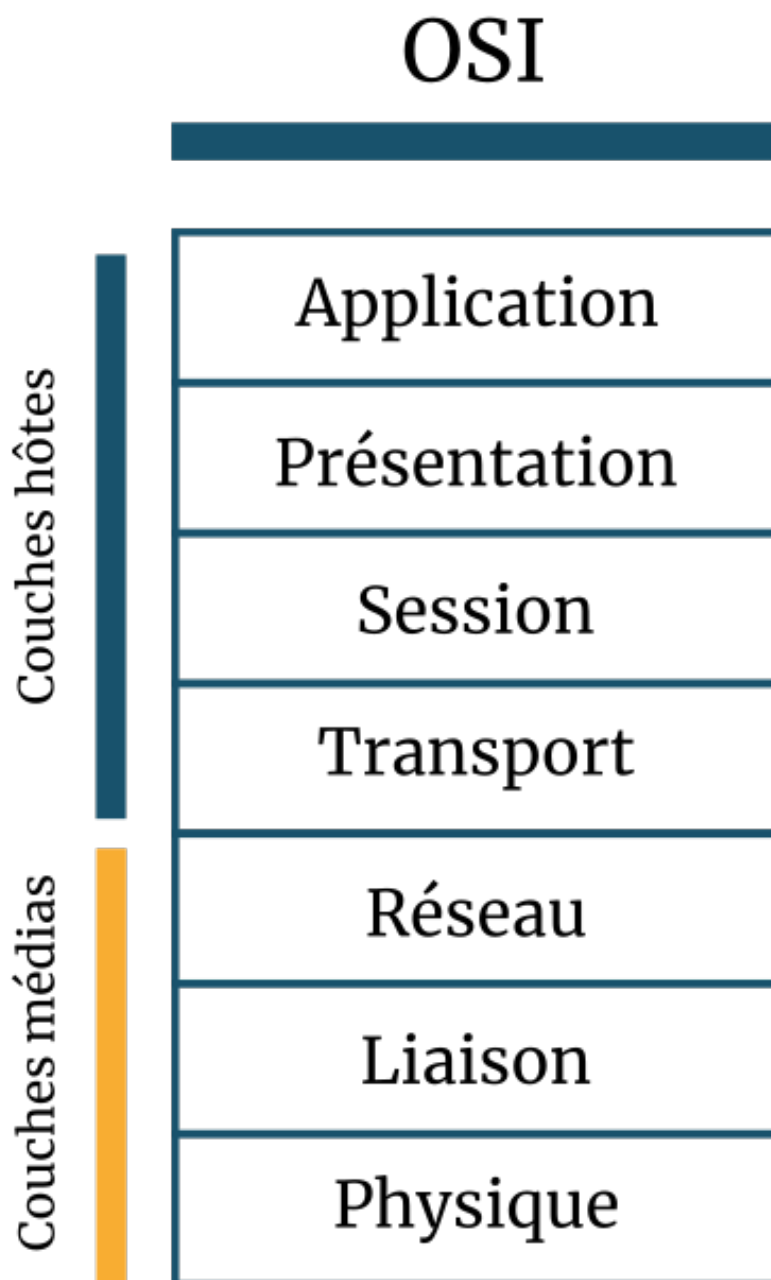 OSI
Couches hôtes
Application
Présentation
Session
Transport
Couches médias
Réseau
Liaison
Physique